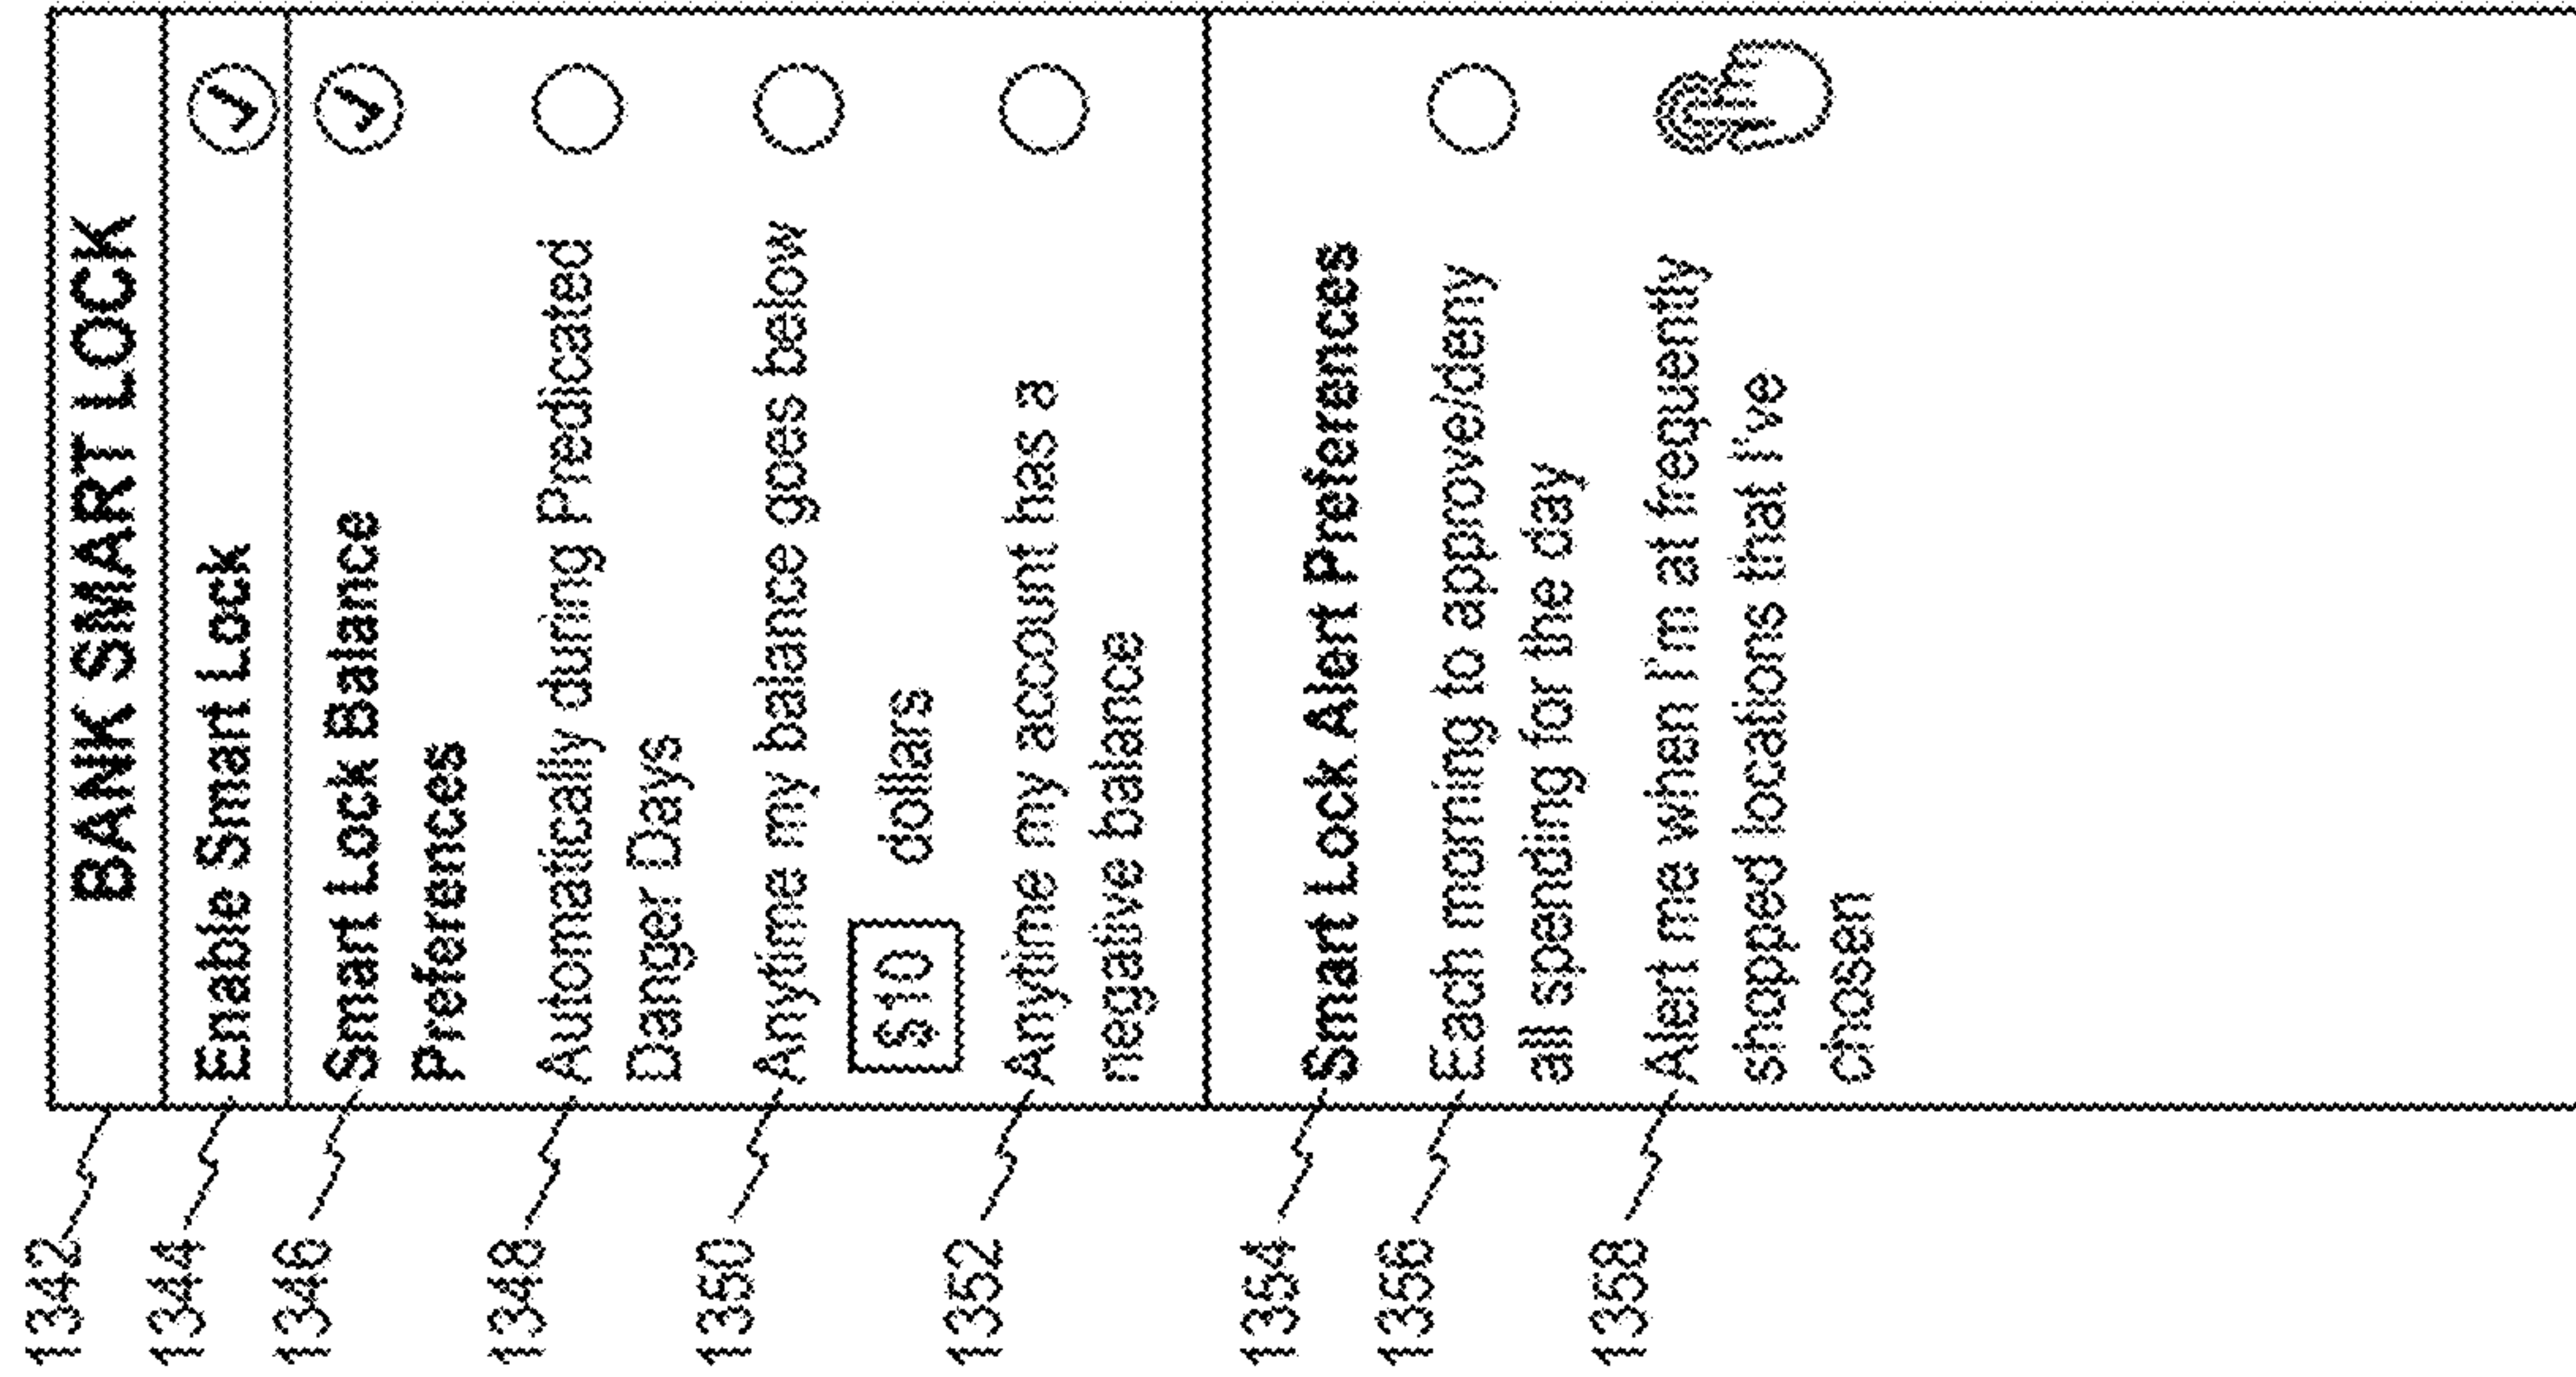 1342
BANK SMART LOCK
1344
Enable Smart Lock
1346
Smart Lock Balance
Preferences
1348
Automatically during Predicated
Danger Days
1350
Anytime my balance goes below
$10 dollars
1352
Anytime my account has a
negative balance
1354
Smart Lock Alert Preferences
1356
Each morning to approve/deny
all spending for the day
1358
Alert me when I'm at frequently
shopped locations that I've
chosen